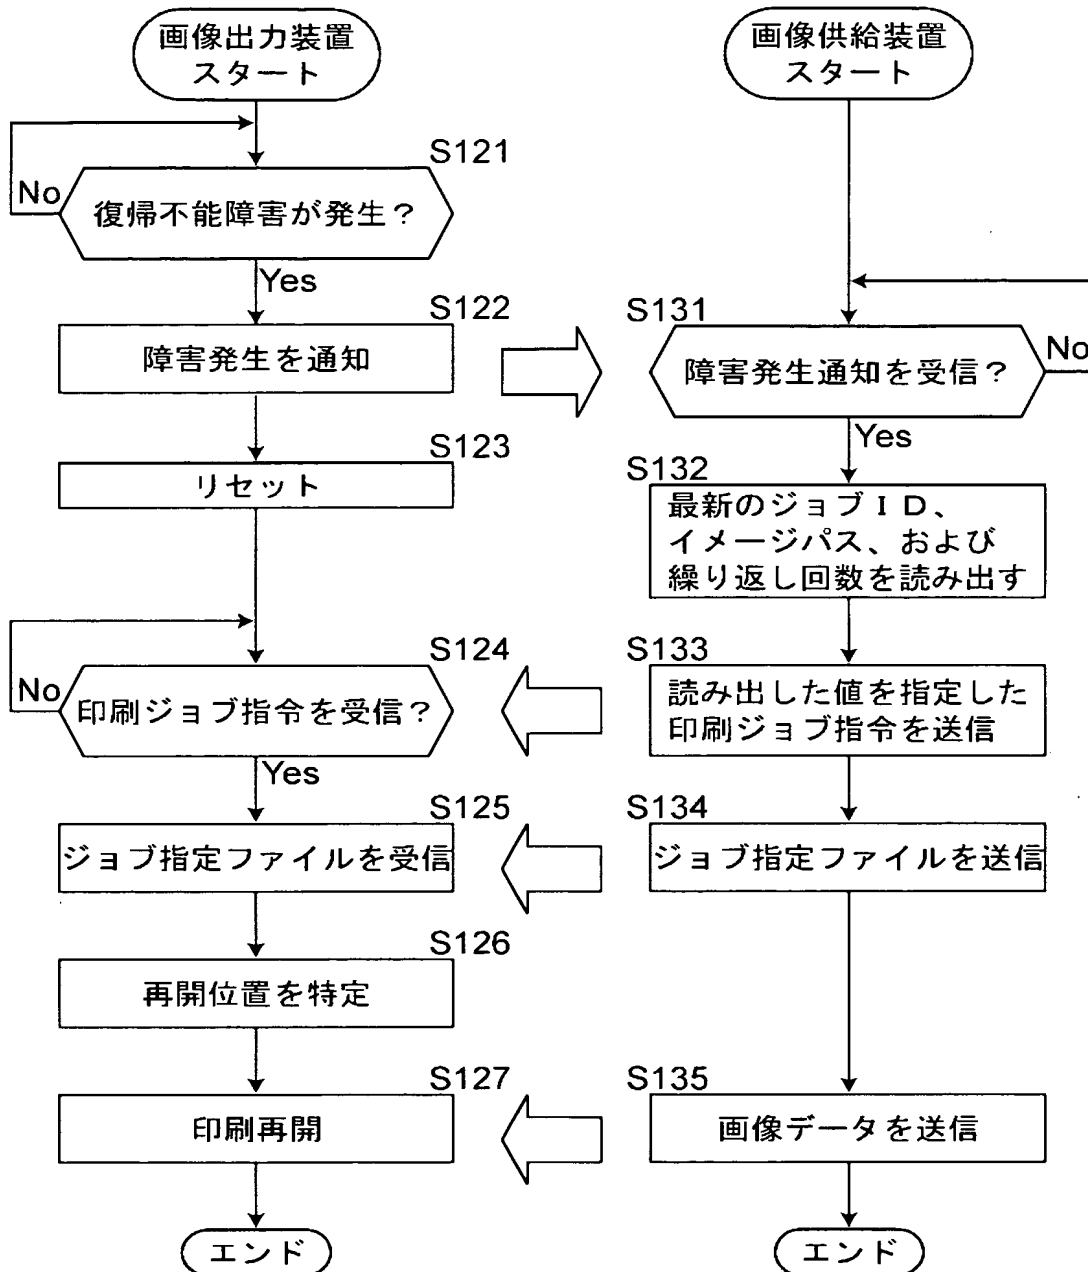 画像出力装置
スタート
S121
No
復帰不能障害が発生？
Yes
S122
障害発生を通知
S123
リセット
S124
No
印刷ジョブ指令を受信？
Yes
S125
ジョブ指定ファイルを受信
S126
再開位置を特定
S127
印刷再開
エンド
画像供給装置
スタート
S131
障害発生通知を受信？
No
Yes
S132
最新のジョブＩＤ、
イメージパス、および
繰り返し回数を読み出す
S133
読み出した値を指定した
印刷ジョブ指令を送信
S134
ジョブ指定ファイルを送信
S135
画像データを送信
エンド